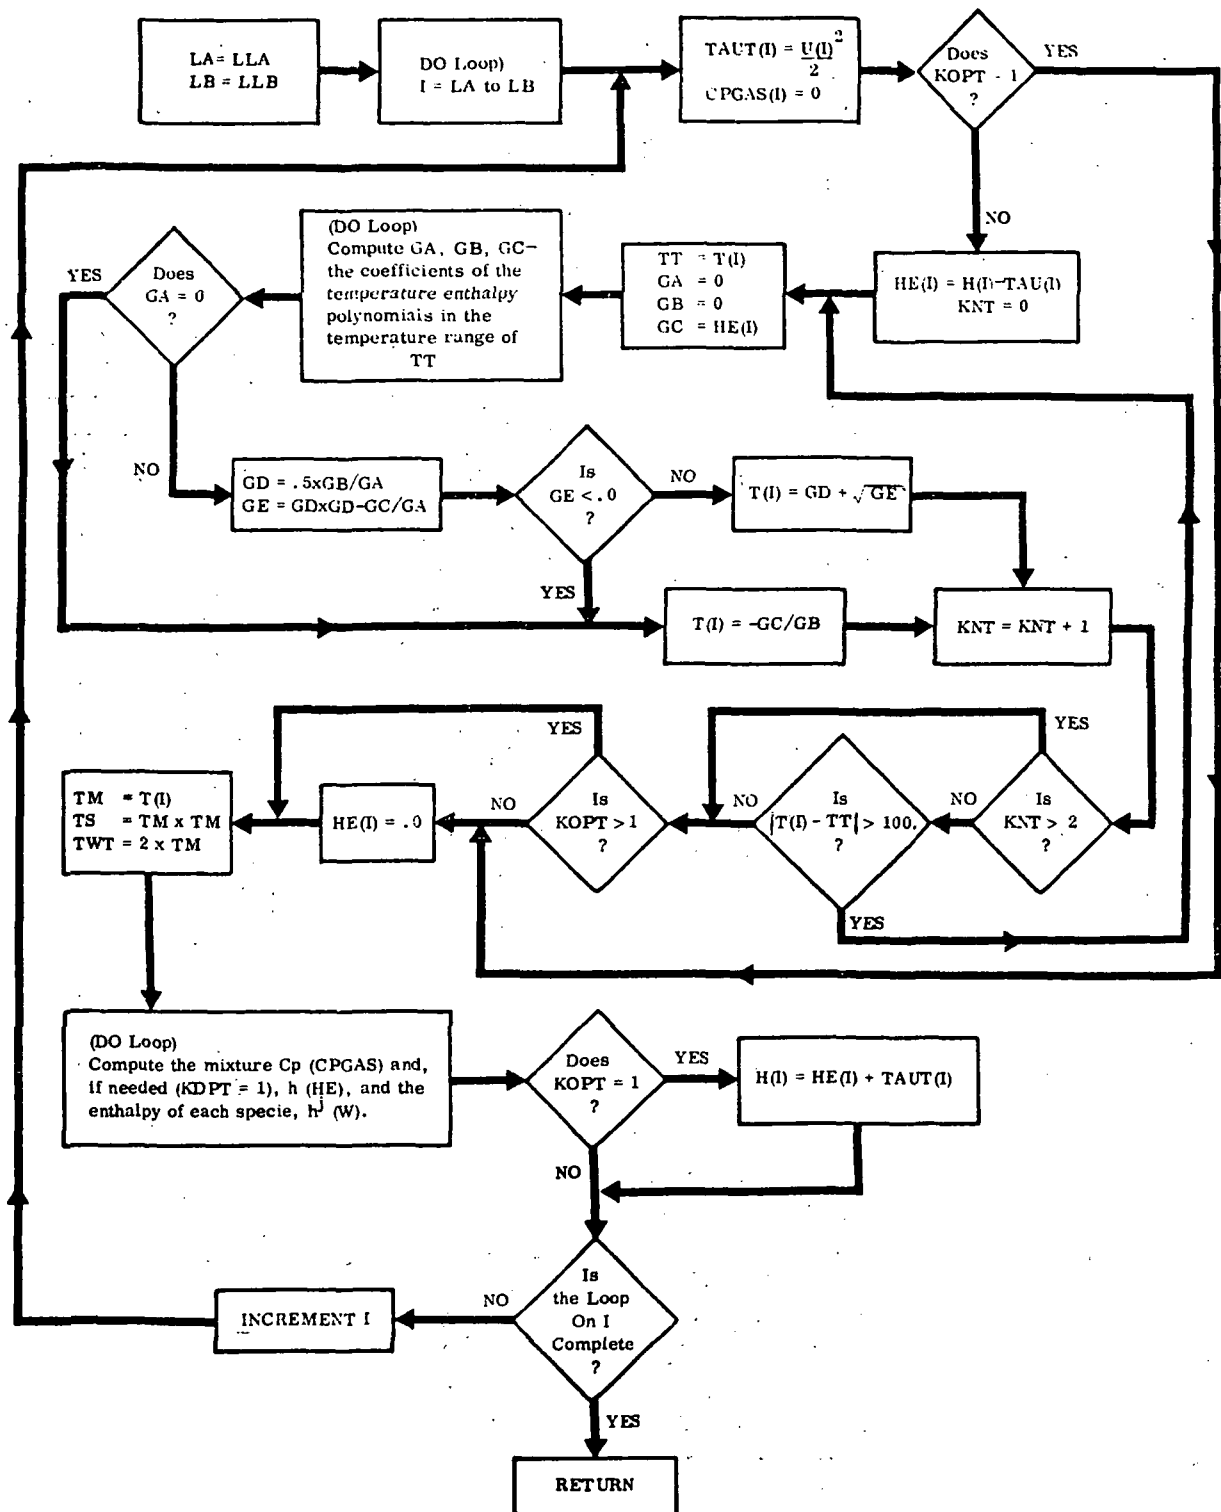 LA= LLA
LB = LLB
DO Loop)
I = LA to LB
TAUT(I) = U(I)²/2
CPGAS(I) = 0
Does
KOPT - 1
?
YES
NO
HE(I) = H(I)-TAU(I)
KNT = 0
TT = T(I)
GA = 0
GB = 0
GC = HE(I)
(DO Loop)
Compute GA, GB, GC-
the coefficients of the
temperature enthalpy
polynomials in the
temperature range of
TT
YES
Does
GA = 0
?
NO
GD = .5xGB/GA
GE = GDxGD-GC/GA
Is
GE < .0
?
NO
T(I) = GD + √GE
YES
T(I) = -GC/GB
KNT = KNT + 1
YES
Is
KNT > 2
?
NO
Is
|T(I) - TT| > 100.
?
NO
YES
YES
Is
KOPT > 1
?
NO
HE(I) = .0
TM = T(I)
TS = TM x TM
TWT = 2 x TM
(DO Loop)
Compute the mixture Cp (CPGAS) and,
if needed (KDPT = 1), h (HE), and the
enthalpy of each specie, hʲ (W).
Does
KOPT = 1
?
YES
H(I) = HE(I) + TAUT(I)
NO
Is
the Loop
On I
Complete
?
NO
INCREMENT I
YES
RETURN